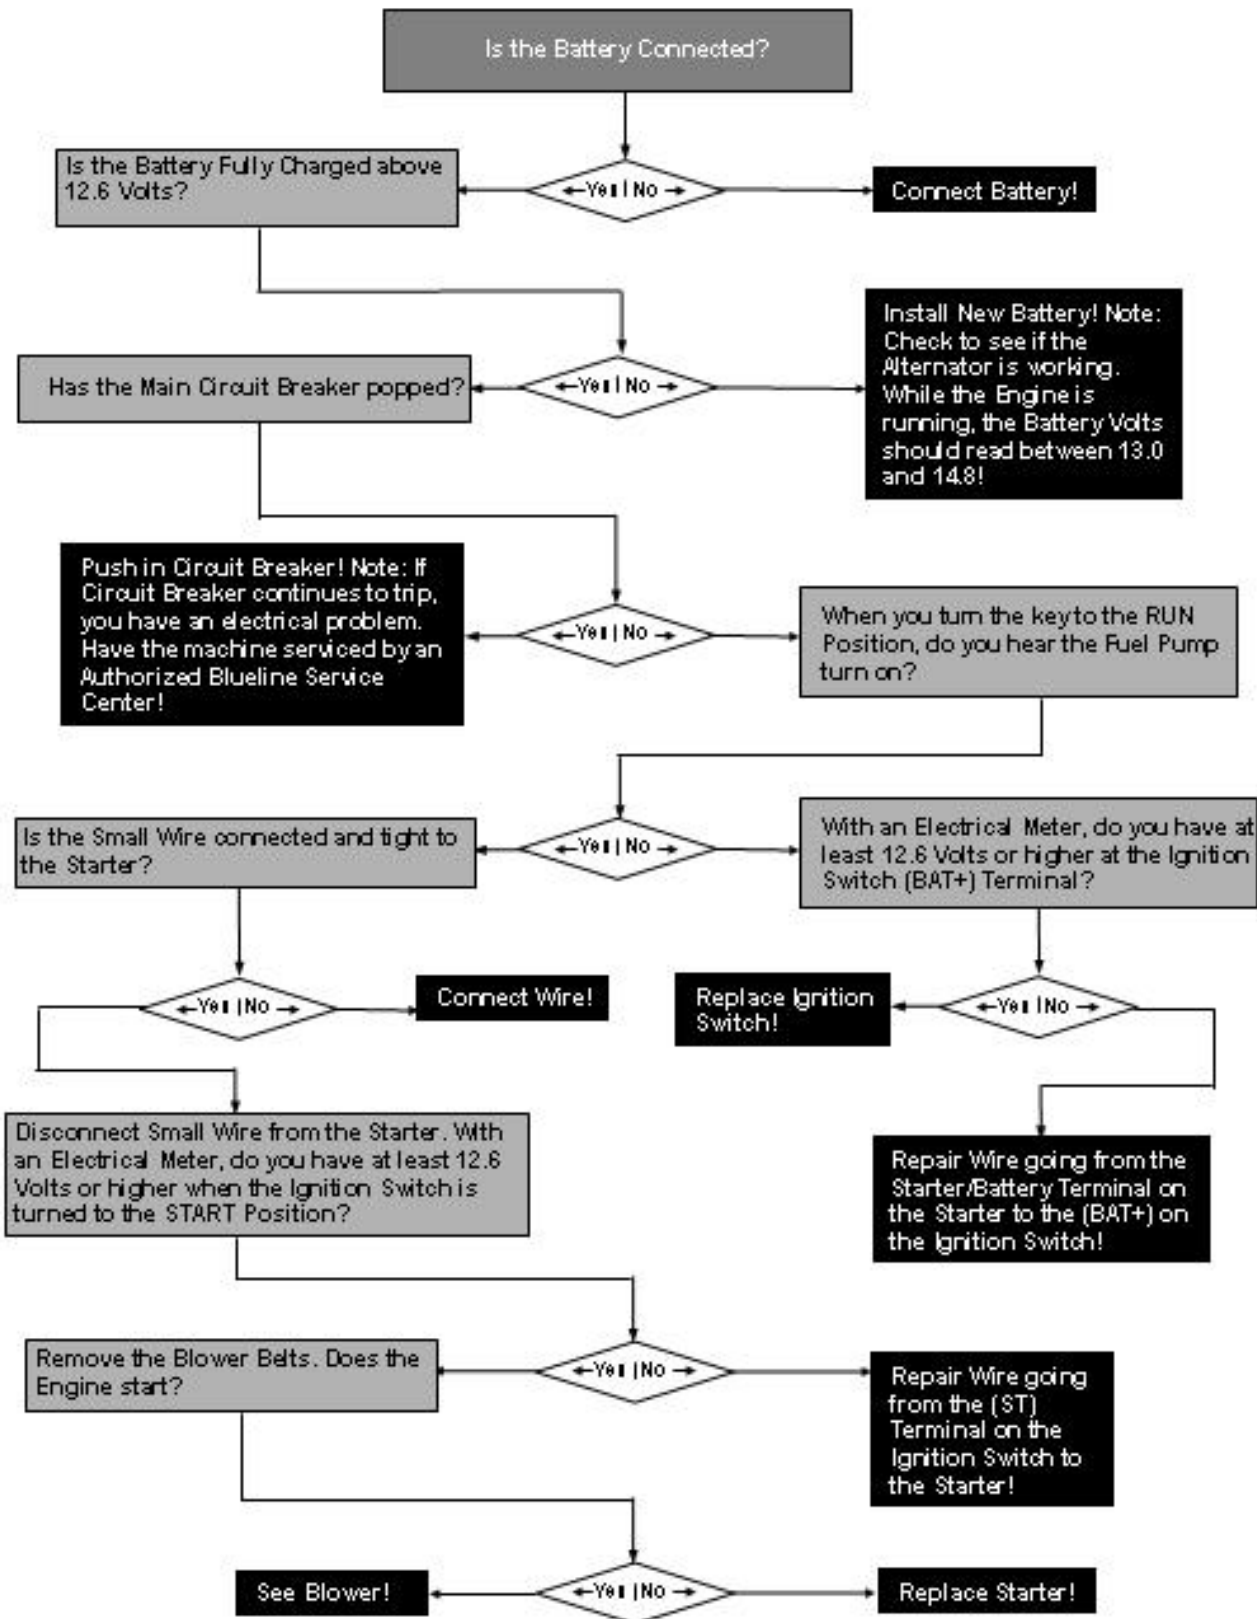 Is the Battery Connected?
Is the Battery Fully Charged above
12.6 Volts?
Yes | No
Connect Battery!
Install New Battery! Note:
Check to see if the
Alternator is working.
While the Engine is
running, the Battery Volts
should read between 13.0
and 14.8!
Has the Main Circuit Breaker popped?
Yes | No
Push in Circuit Breaker! Note: If
Circuit Breaker continues to trip,
you have an electrical problem.
Have the machine serviced by an
Authorized Blueline Service
Center!
Yes | No
When you turn the key to the RUN
Position, do you hear the Fuel Pump
turn on?
Is the Small Wire connected and tight to
the Starter?
Yes | No
With an Electrical Meter, do you have at
least 12.6 Volts or higher at the Ignition
Switch (BAT+) Terminal?
Yes | No
Connect Wire!
Replace Ignition
Switch!
Yes | No
Disconnect Small Wire from the Starter. With
an Electrical Meter, do you have at least 12.6
Volts or higher when the Ignition Switch is
turned to the START Position?
Repair Wire going from the
Starter/Battery Terminal on
the Starter to the (BAT+) on
the Ignition Switch!
Remove the Blower Belts. Does the
Engine start?
Yes | No
Repair Wire going
from the (ST)
Terminal on the
Ignition Switch to
the Starter!
See Blower!
Yes | No
Replace Starter!